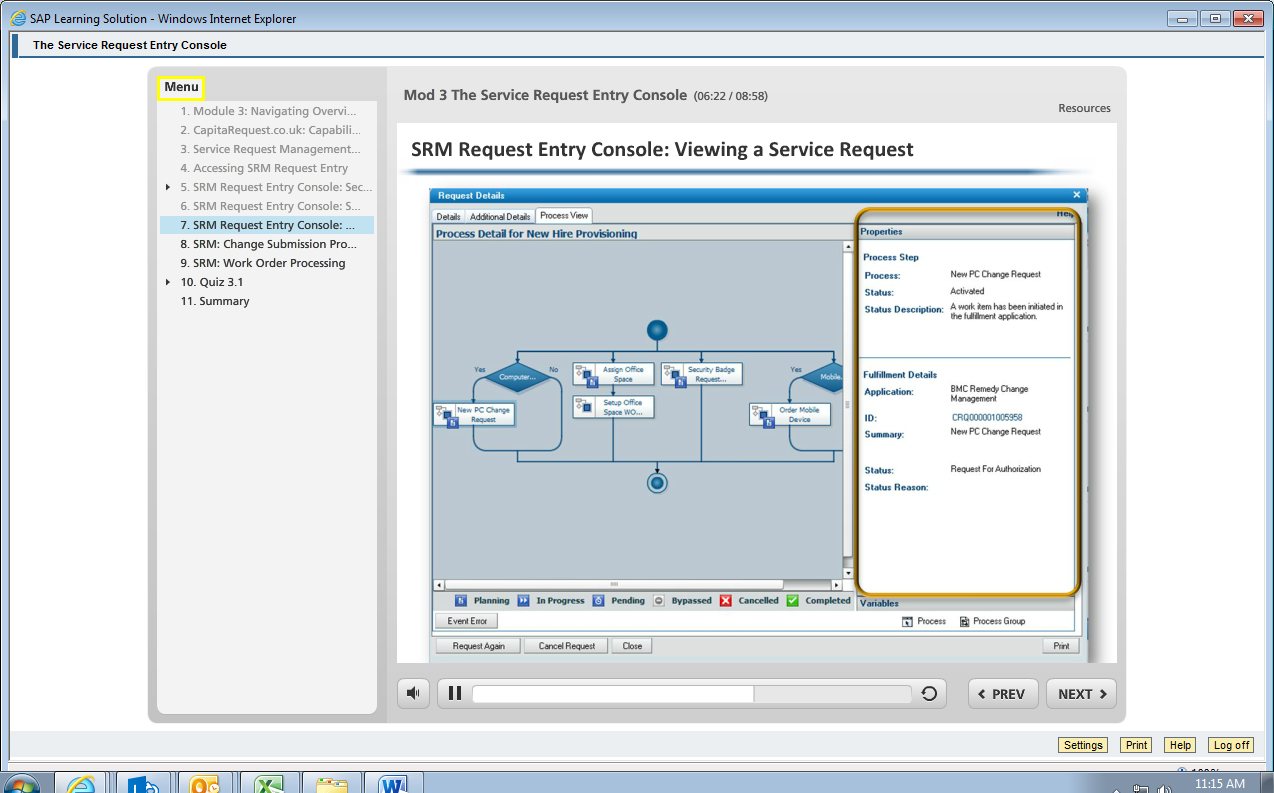 SAP Learning Solution - Windows Internet Explorer
The Service Request Entry Console
Menu
1. Module 3: Navigating Overvi...
2. CapitaRequest.co.uk: Capabili...
3. Service Request Management...
4. Accessing SRM Request Entry
5. SRM Request Entry Console: Sec...
6. SRM Request Entry Console: S...
7. SRM Request Entry Console: ...
8. SRM: Change Submission Pro...
9. SRM: Work Order Processing
10. Quiz 3.1
11. Summary
Mod 3 The Service Request Entry Console (06:22 / 08:58)
Resources
SRM Request Entry Console: Viewing a Service Request
Request Details
Details Additional Details Process View
Help
Process Detail for New Hire Provisioning
Yes Computer... No
New PC Change
Request
Assign Office
Space
Setup Office
Space WO...
Security Badge
Request...
Yes Mobile.
Order Mobile
Device
Properties
Process Step
Process: New PC Change Request
Status: Activated
Status Description: A work item has been initiated in
the fulfillment application.
Fulfillment Details
Application: BMC Remedy Change
Management
ID: CRQ000001005958
Summary: New PC Change Request
Status: Request For Authorization
Status Reason:
Planning In Progress Pending Bypassed Cancelled Completed
Variables
Event Error
Process Process Group
Request Again Cancel Request Close Print
PREV NEXT
Settings Print Help Log off
11:15 AM